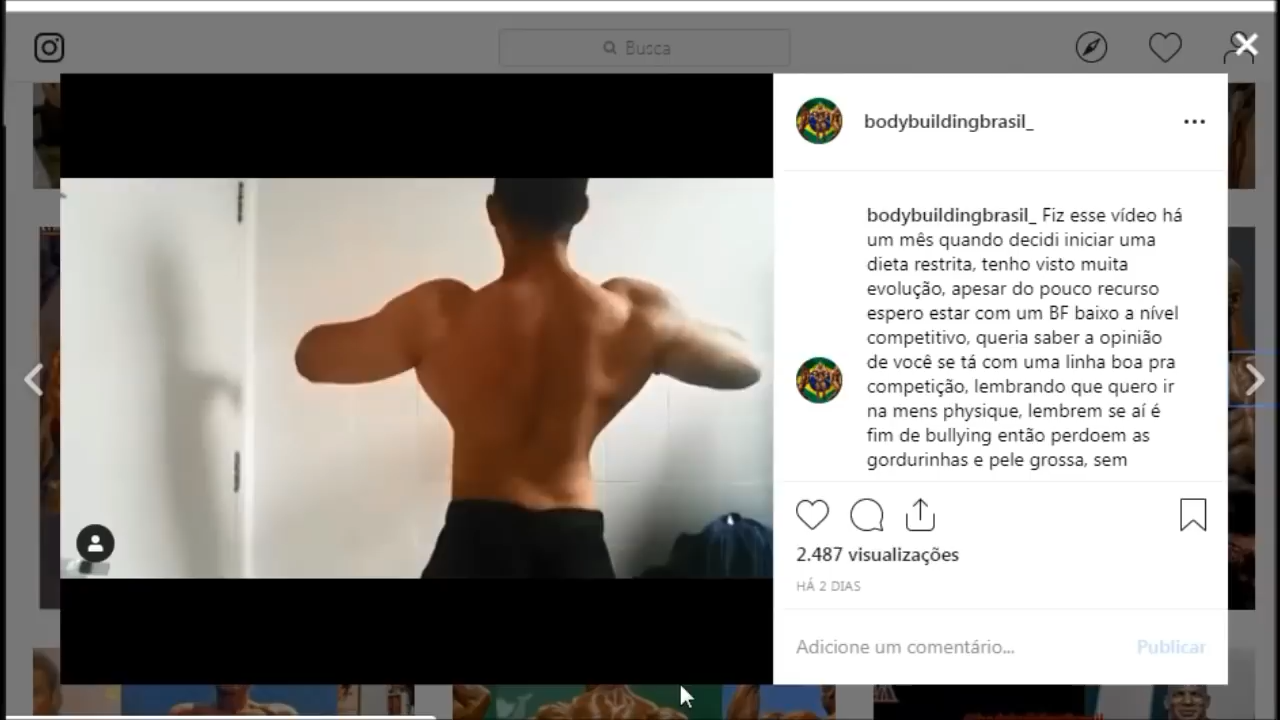 Busca
bodybuildingbrasil_
bodybuildingbrasil_ Fiz esse vídeo há
um mês quando decidi iniciar uma
dieta restrita, tenho visto muita
evolução, apesar do pouco recurso
espero estar com um BF baixo a nível
competitivo, queria saber a opinião
de você se tá com uma linha boa pra
competição, lembrando que quero ir
na mens physique, lembrem se aí é
fim de bullying então perdoem as
gordurinhas e pele grossa, sem
2.487 visualizações
HÁ 2 DIAS
Adicione um comentário...
Publicar